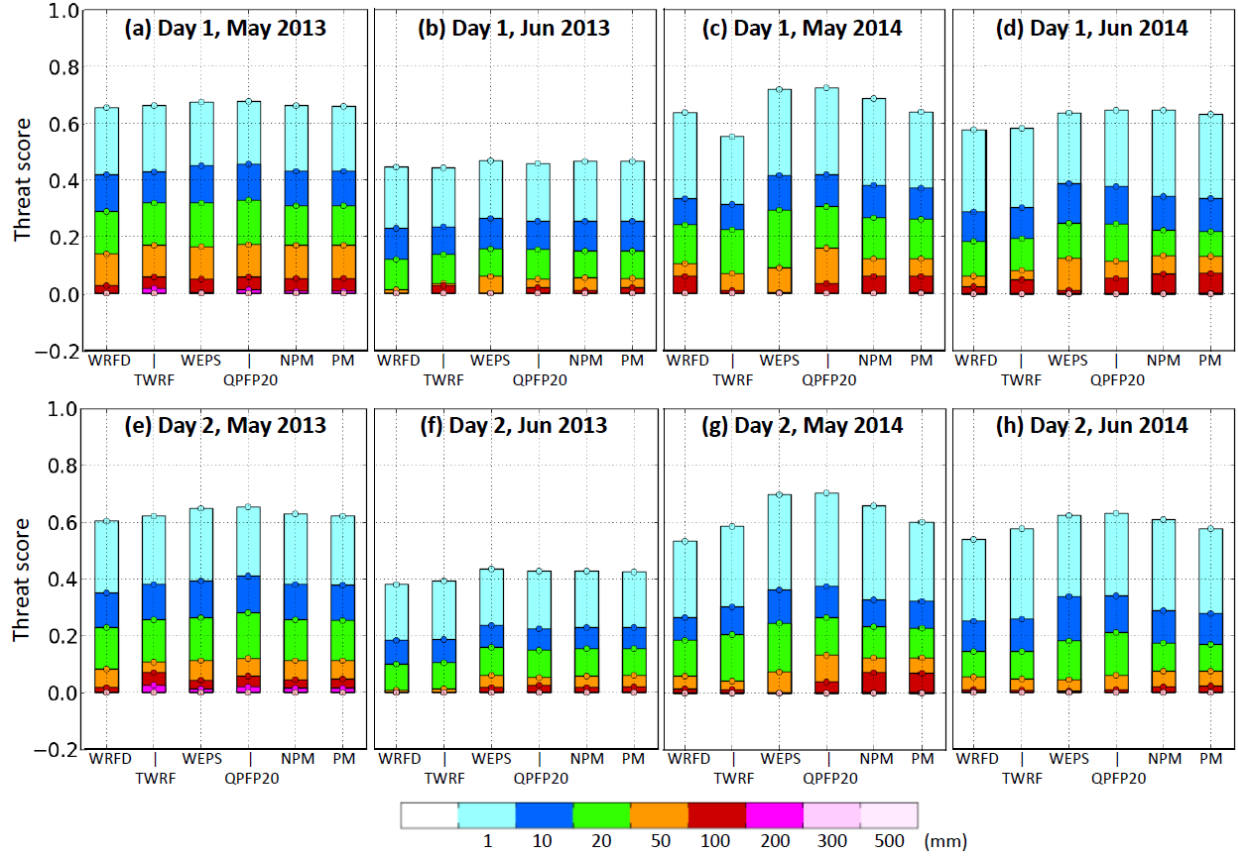 (a) Day 1, May 2013
(b) Day 1, Jun 2013
(c) Day 1, May 2014
(d) Day 1, Jun 2014
1.0
0.8
0.6
0.4
0.2
0.0
−0.2
Threat score
WRFD | WEPS | NPM PM
TWRF QPFP20
WRFD | WEPS | NPM PM
TWRF QPFP20
WRFD | WEPS | NPM PM
TWRF QPFP20
WRFD | WEPS | NPM PM
TWRF QPFP20
(e) Day 2, May 2013
(f) Day 2, Jun 2013
(g) Day 2, May 2014
(h) Day 2, Jun 2014
1.0
0.8
0.6
0.4
0.2
0.0
−0.2
Threat score
WRFD | WEPS | NPM PM
TWRF QPFP20
WRFD | WEPS | NPM PM
TWRF QPFP20
WRFD | WEPS | NPM PM
TWRF QPFP20
WRFD | WEPS | NPM PM
TWRF QPFP20
1 10 20 50 100 200 300 500 (mm)